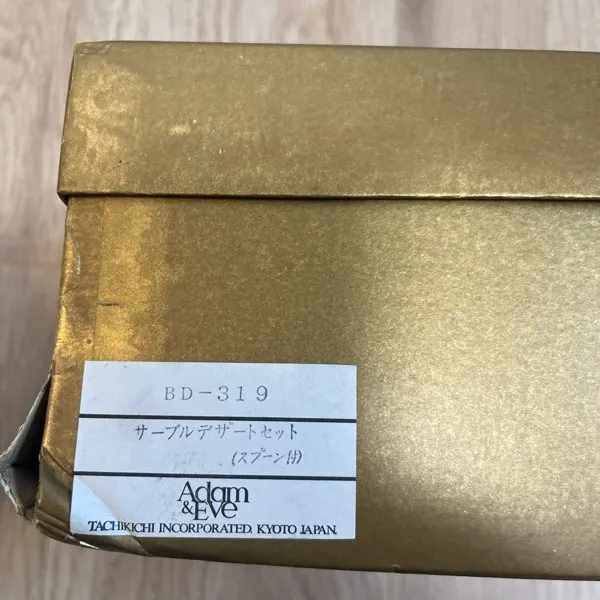 BD-319
サーブルデザートセット
(スプーン付)
Adam
&Eve
TACHIKICHI INCORPORATED. KYOTO JAPAN.